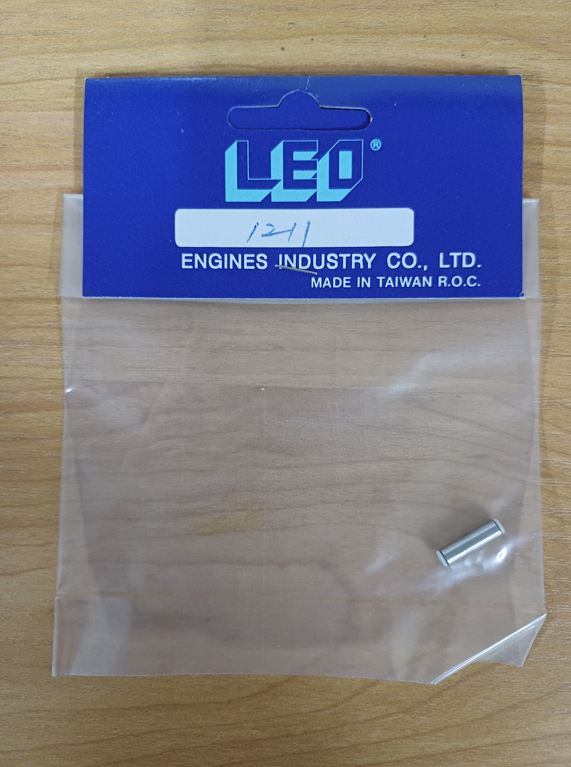 LEO®
1211
ENGINES INDUSTRY CO., LTD.
MADE IN TAIWAN R.O.C.